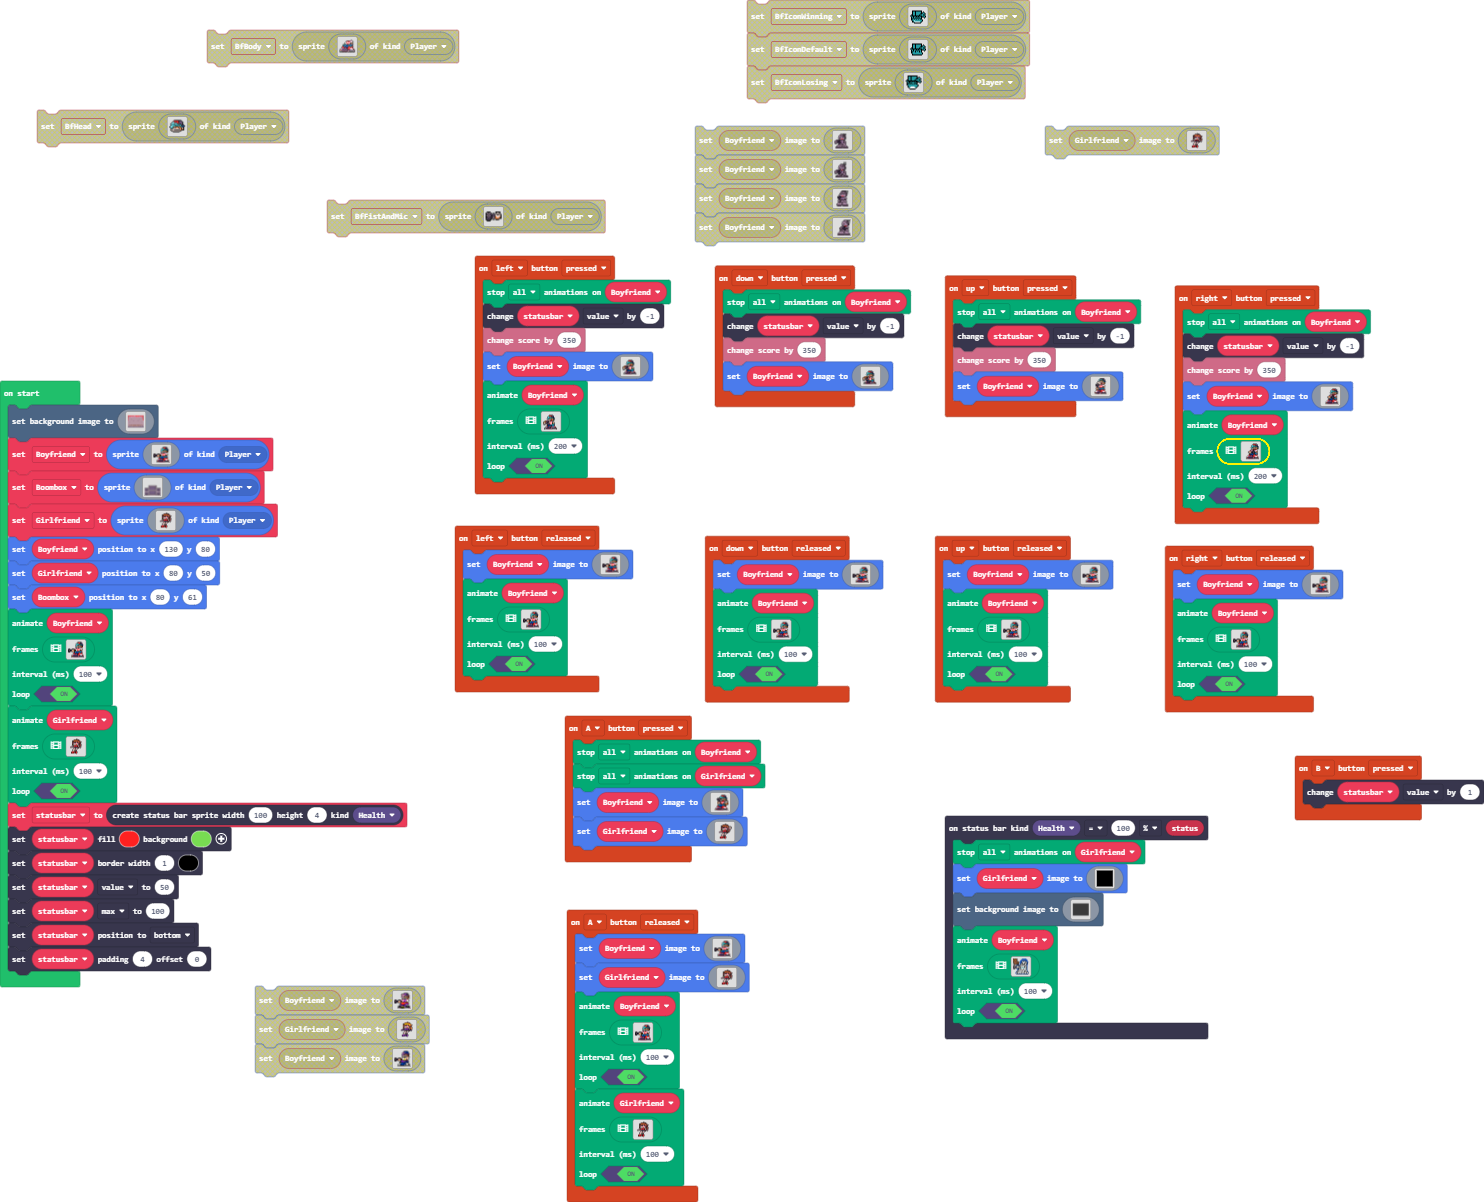 set BfIconWinning to sprite of kind Player
set BfIconDefault to sprite of kind Player
set BfIconLosing to sprite of kind Player
set BfBody to sprite of kind Player
set BfHead to sprite of kind Player
set Boyfriend image to
set Boyfriend image to
set Boyfriend image to
set Boyfriend image to
set Girlfriend image to
set BfFistAndMic to sprite of kind Player
on left button pressed
stop all animations on Boyfriend
change statusbar value by -1
change score by 350
set Boyfriend image to
animate Boyfriend
frames
interval (ms) 200
loop ON
on down button pressed
stop all animations on Boyfriend
change statusbar value by -1
change score by 350
set Boyfriend image to
on up button pressed
stop all animations on Boyfriend
change statusbar value by -1
change score by 350
set Boyfriend image to
on right button pressed
stop all animations on Boyfriend
change statusbar value by -1
change score by 350
set Boyfriend image to
animate Boyfriend
frames
interval (ms) 200
loop ON
on start
set background image to
set Boyfriend to sprite of kind Player
set Boombox to sprite of kind Player
set Girlfriend to sprite of kind Player
set Boyfriend position to x 130 y 80
set Girlfriend position to x 80 y 50
set Boombox position to x 80 y 61
animate Boyfriend
frames
interval (ms) 100
loop ON
animate Girlfriend
frames
interval (ms) 100
loop ON
set statusbar to create status bar sprite width 100 height 4 kind Health
set statusbar fill background
set statusbar border width 1
set statusbar value to 50
set statusbar max to 100
set statusbar position to bottom
set statusbar padding 4 offset 0
on left button released
set Boyfriend image to
animate Boyfriend
frames
interval (ms) 100
loop ON
on down button released
set Boyfriend image to
animate Boyfriend
frames
interval (ms) 100
loop ON
on up button released
set Boyfriend image to
animate Boyfriend
frames
interval (ms) 100
loop ON
on right button released
set Boyfriend image to
animate Boyfriend
frames
interval (ms) 100
loop ON
on A button pressed
stop all animations on Boyfriend
stop all animations on Girlfriend
set Boyfriend image to
set Girlfriend image to
on B button pressed
change statusbar value by 1
on status bar kind Health = 100 % status
stop all animations on Girlfriend
set Girlfriend image to
set background image to
animate Boyfriend
frames
interval (ms) 100
loop ON
on A button released
set Boyfriend image to
set Girlfriend image to
animate Boyfriend
frames
interval (ms) 100
loop ON
animate Girlfriend
frames
interval (ms) 100
loop ON
set Boyfriend image to
set Girlfriend image to
set Boyfriend image to